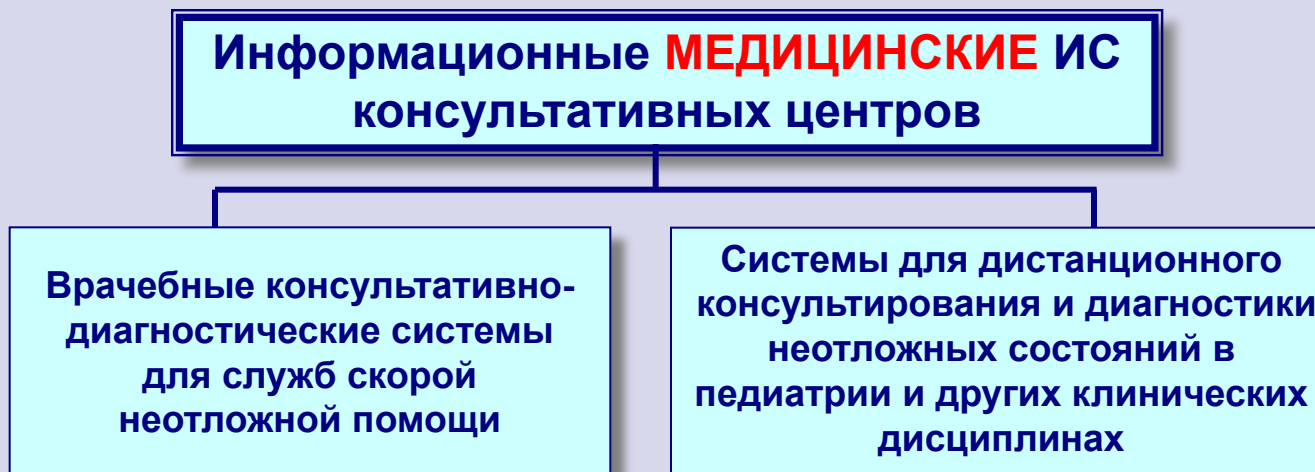 Информационные МЕДИЦИНСКИЕ ИС
консультативных центров
Врачебные консультативно-
диагностические системы
для служб скорой
неотложной помощи
Системы для дистанционного
консультирования и диагностики
неотложных состояний в
педиатрии и других клинических
дисциплинах